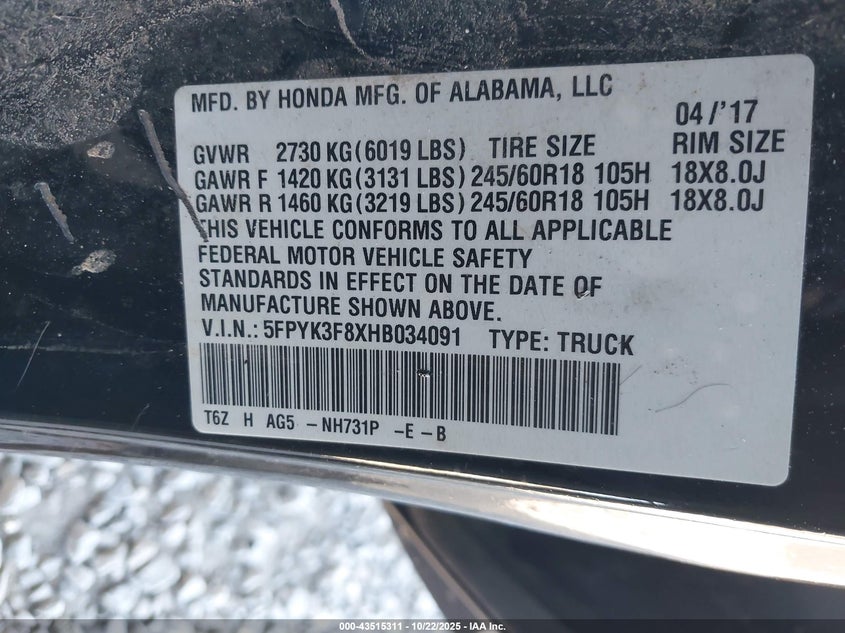 MFD. BY HONDA MFG. OF ALABAMA, LLC
04/'17
GVWR 2730 KG(6019 LBS) TIRE SIZE RIM SIZE
GAWR F 1420 KG(3131 LBS) 245/60R18 105H 18X8.0J
GAWR R 1460 KG(3219 LBS) 245/60R18 105H 18X8.0J
THIS VEHICLE CONFORMS TO ALL APPLICABLE
FEDERAL MOTOR VEHICLE SAFETY
STANDARDS IN EFFECT ON THE DATE OF
MANUFACTURE SHOWN ABOVE.
V.I.N.: 5FPYK3F8XHB034091 TYPE: TRUCK
T6Z H AG5 -NH731P -E-B
000-43515311 - 10/22/2025 - IAA Inc.